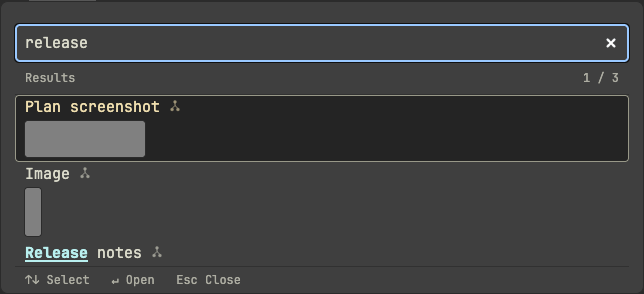 release ×
Results 1 / 3
Plan screenshot
Image
Release notes
↑↓ Select ↵ Open Esc Close